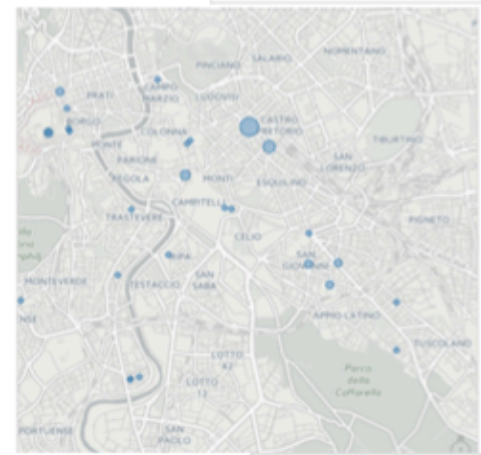 NOMENTANO
SALARIO
PINCIANO
CAMPO
MARZIO
LUDOVISI
PRATI
BORGO
COLONNA
CASTRO
PRETORIO
TIBURTINO
PONTE
PARIONE
SAN
LORENZO
REGOLA
MONTI
ESQUILINO
CAMPITELLI
TRASTEVERE
PIGNETO
CELIO
RIPA
SAN
GIOVANNI
MONTEVERDE
TESTACCIO
SAN
SABA
APPIO-LATINO
TUSCOLANO
LOTTO
42
LOTTO
13
Parco
della
Caffarella
PORTUENSE
SAN
PAOLO